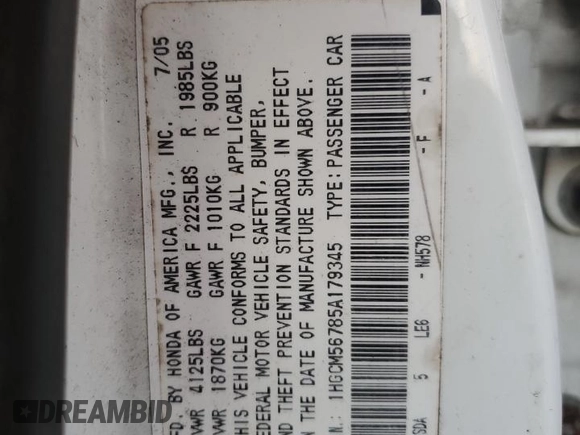 FD BY HONDA OF AMERICA MFG., INC. 7/05
VWR 4125LBS GAWR F 2225LBS R 1985LBS
VWR 1870KG GAWR F 1010KG R 900KG
HIS VEHICLE CONFORMS TO ALL APPLICABLE
EDERAL MOTOR VEHICLE SAFETY, BUMPER,
ND THEFT PREVENTION STANDARDS IN EFFECT
N THE DATE OF MANUFACTURE SHOWN ABOVE.
.N.: 1HGCM56785A179345 TYPE: PASSENGER CAR
SDA 5 LE6 - NH578 - F - A
DREAMBID